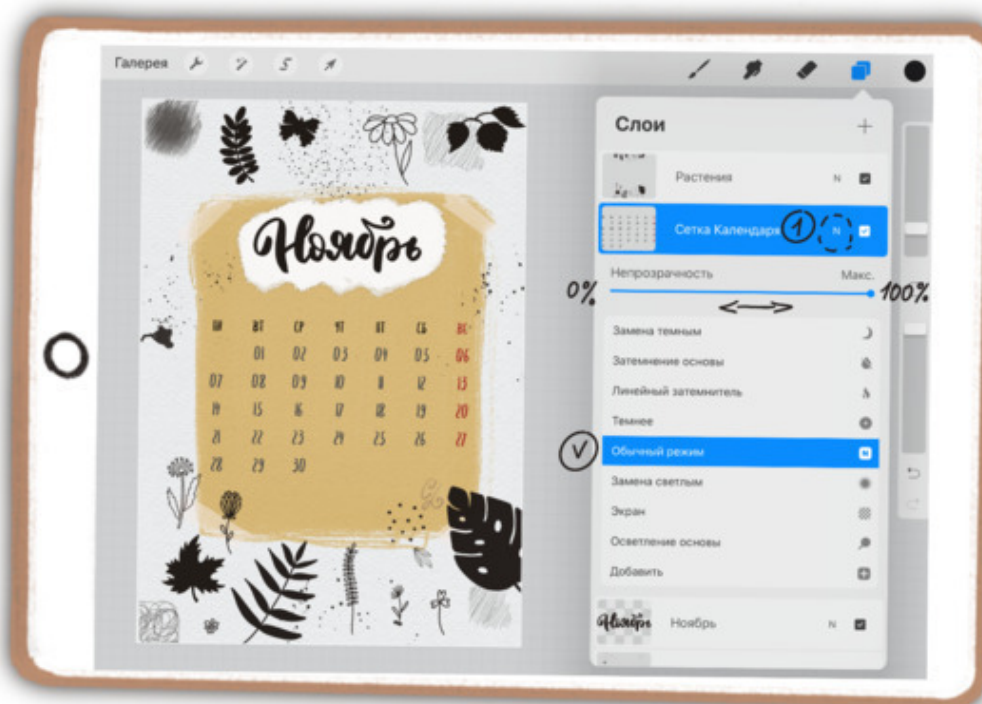 Галерея
Слои
Растения N
Сетка Календаря 1 N
Непрозрачность Макс.
0% 100%
Замена темным
Затемнение основы
Линейный затемнитель
Темнее
Обычный режим N
Замена светлым
Экран
Осветление основы
Добавить
Ноябрь Ноябрь N
Ноябрь
ПН ВТ СР ЧТ ПТ СБ ВС
01 02 03 04 05 06
07 08 09 10 11 12 13
14 15 16 17 18 19 20
21 22 23 24 25 26 27
28 29 30